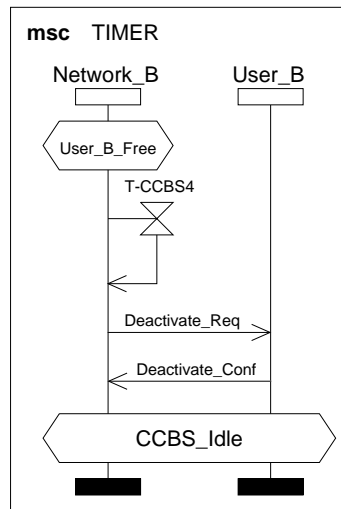 msc TIMER
Network_B User_B
User_B_Free
T-CCBS4
Deactivate_Req
Deactivate_Conf
CCBS_Idle